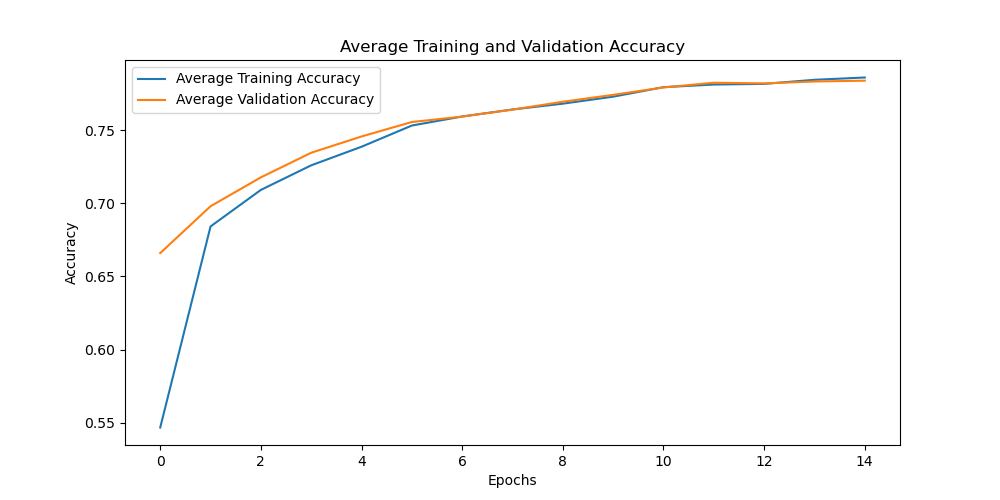 Average Training and Validation Accuracy
Average Training Accuracy
Average Validation Accuracy
0.75
0.70
0.65
0.60
0.55
Accuracy
0 2 4 6 8 10 12 14
Epochs